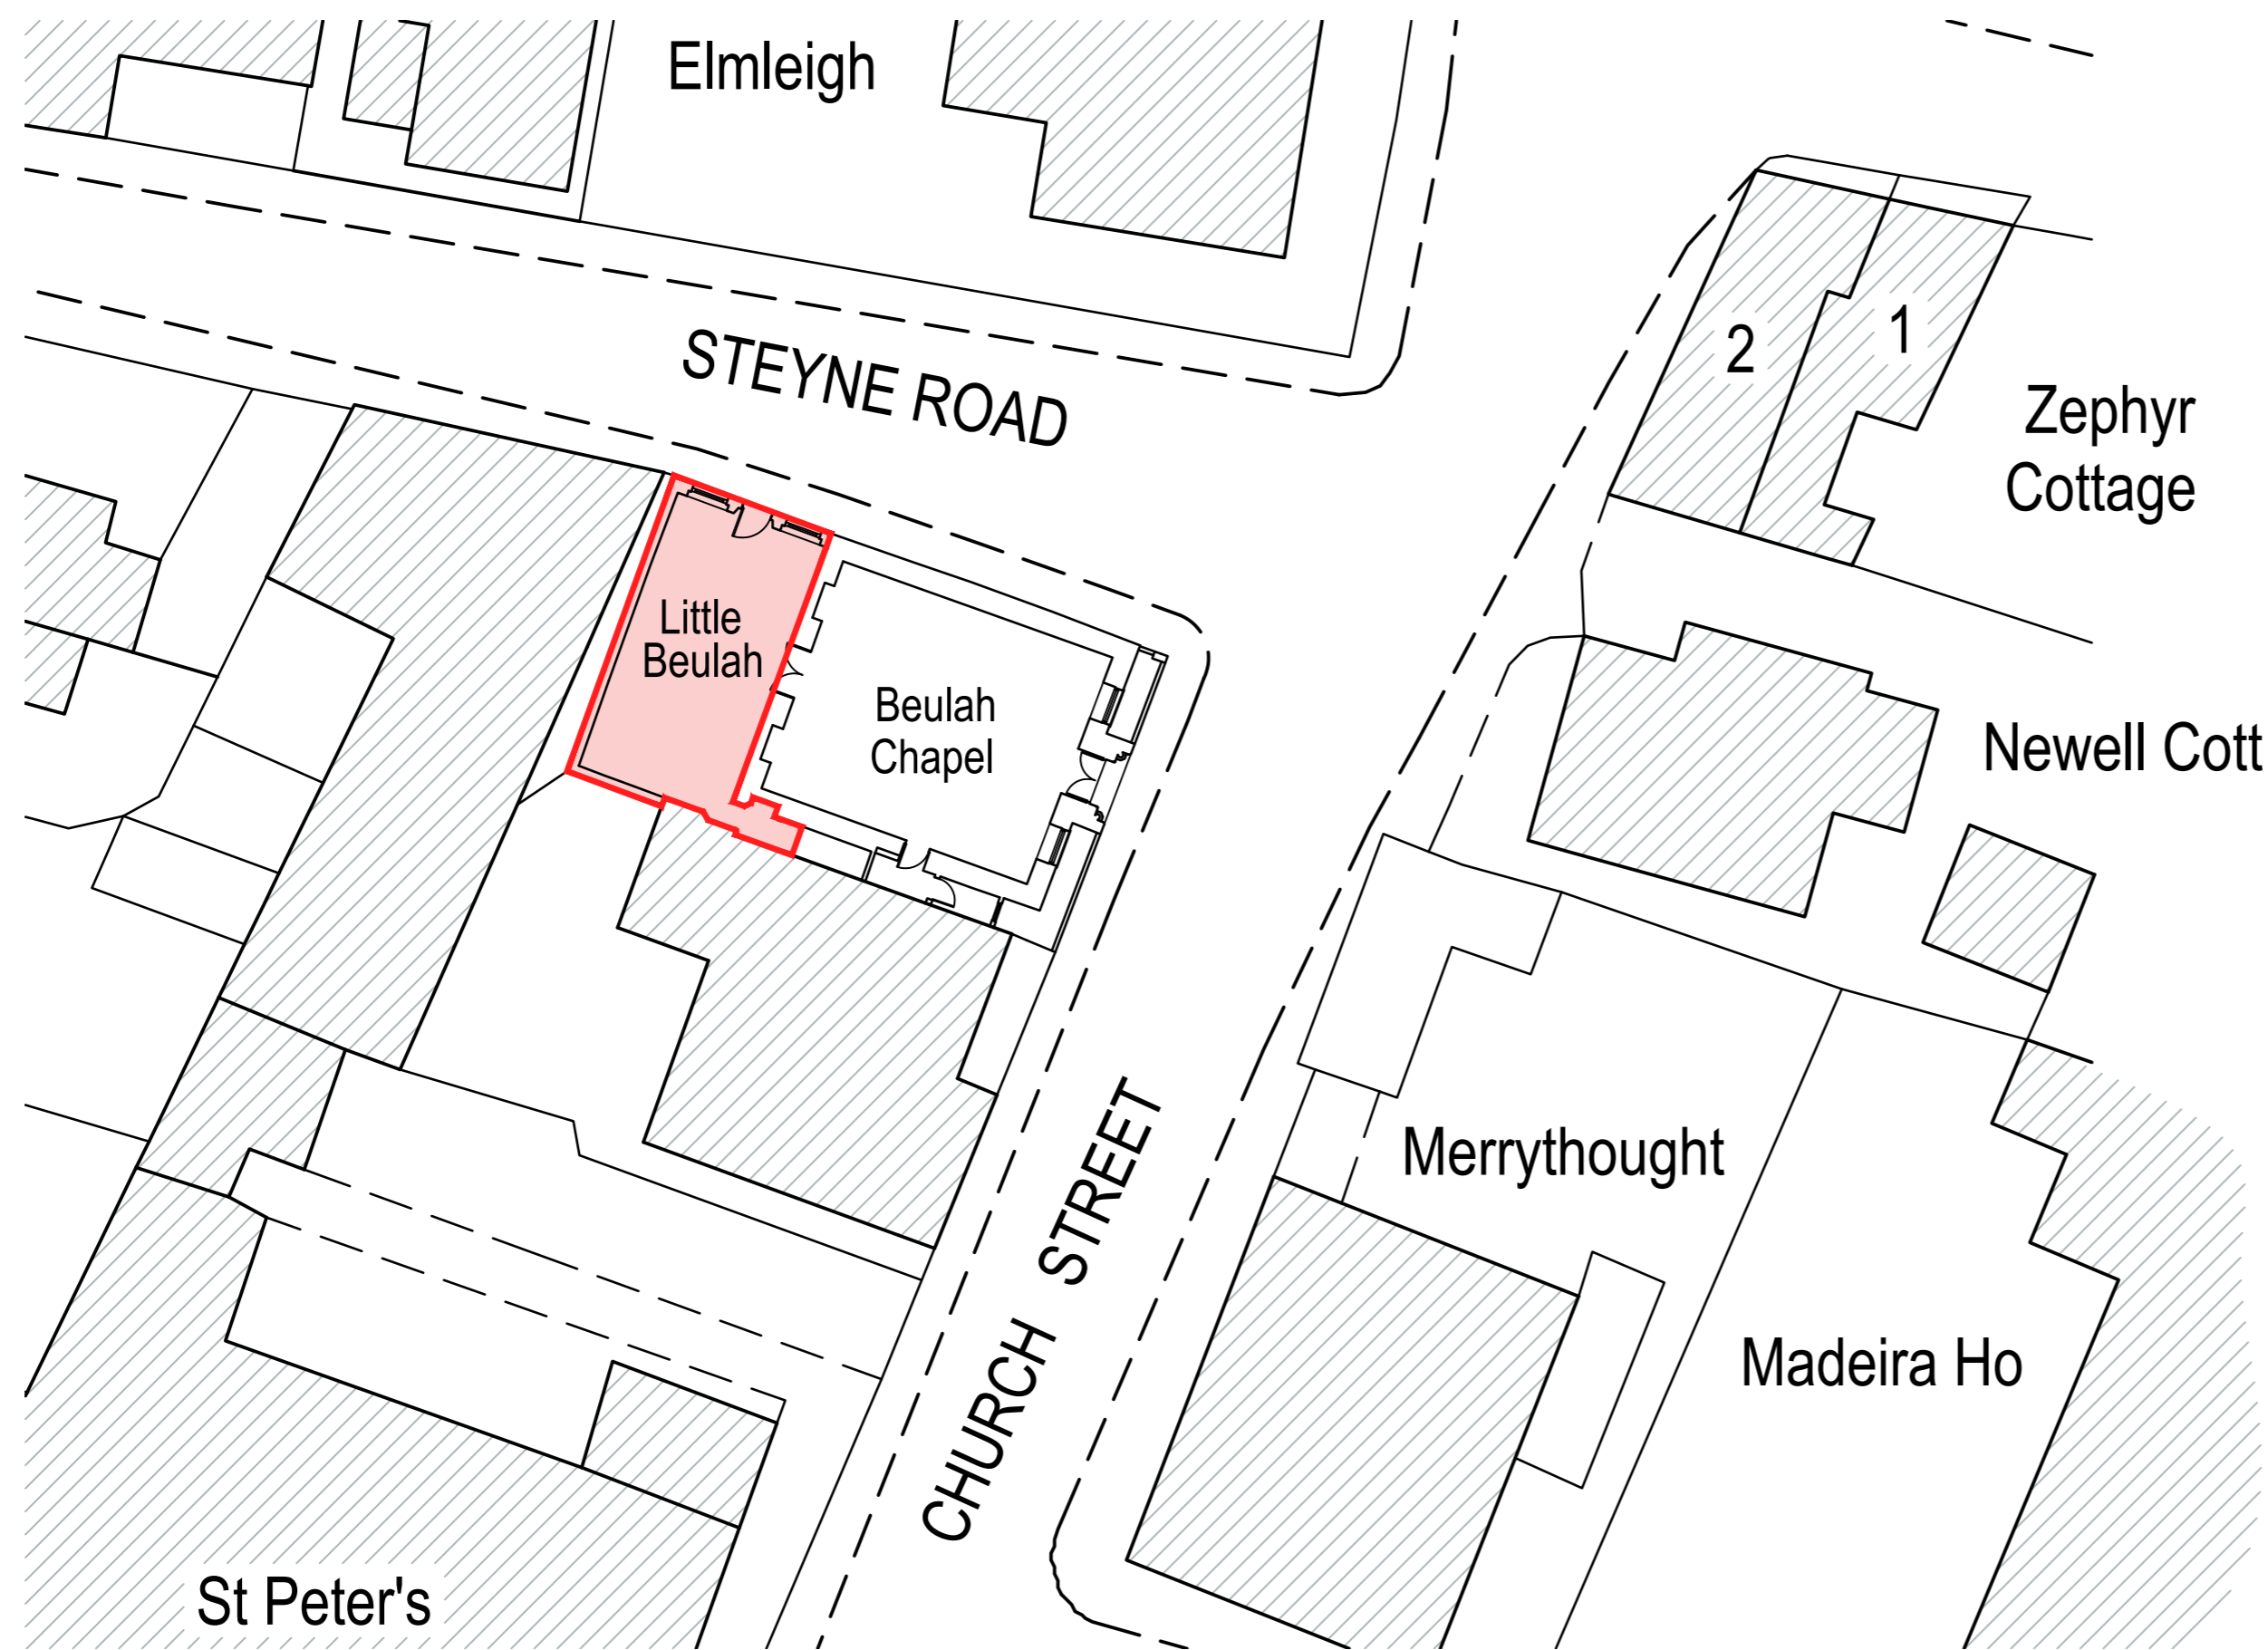 Elmleigh
STEYNE ROAD
2
1
Zephyr
Cottage
Little
Beulah
Beulah
Chapel
Newell Cott
CHURCH STREET
Merrythought
Madeira Ho
St Peter's